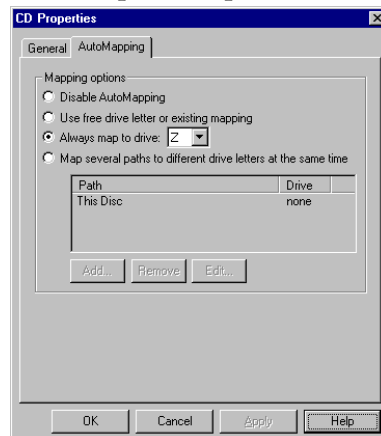 CD Properties
General AutoMapping
Mapping options
Disable AutoMapping
Use free drive letter or existing mapping
Always map to drive: Z
Map several paths to different drive letters at the same time
Path Drive
This Disc none
Add... Remove Edit...
OK Cancel Apply Help